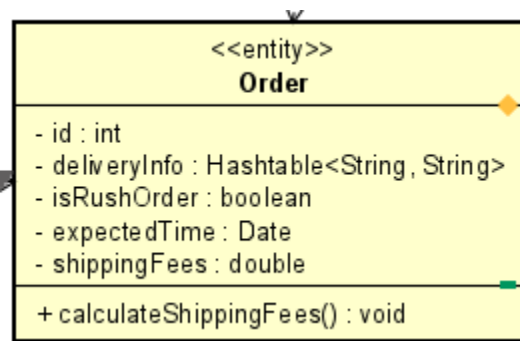 <<entity>>
Order
- id : int
- deliveryInfo : Hashtable<String, String>
- isRushOrder : boolean
- expectedTime : Date
- shippingFees : double
+ calculateShippingFees() : void